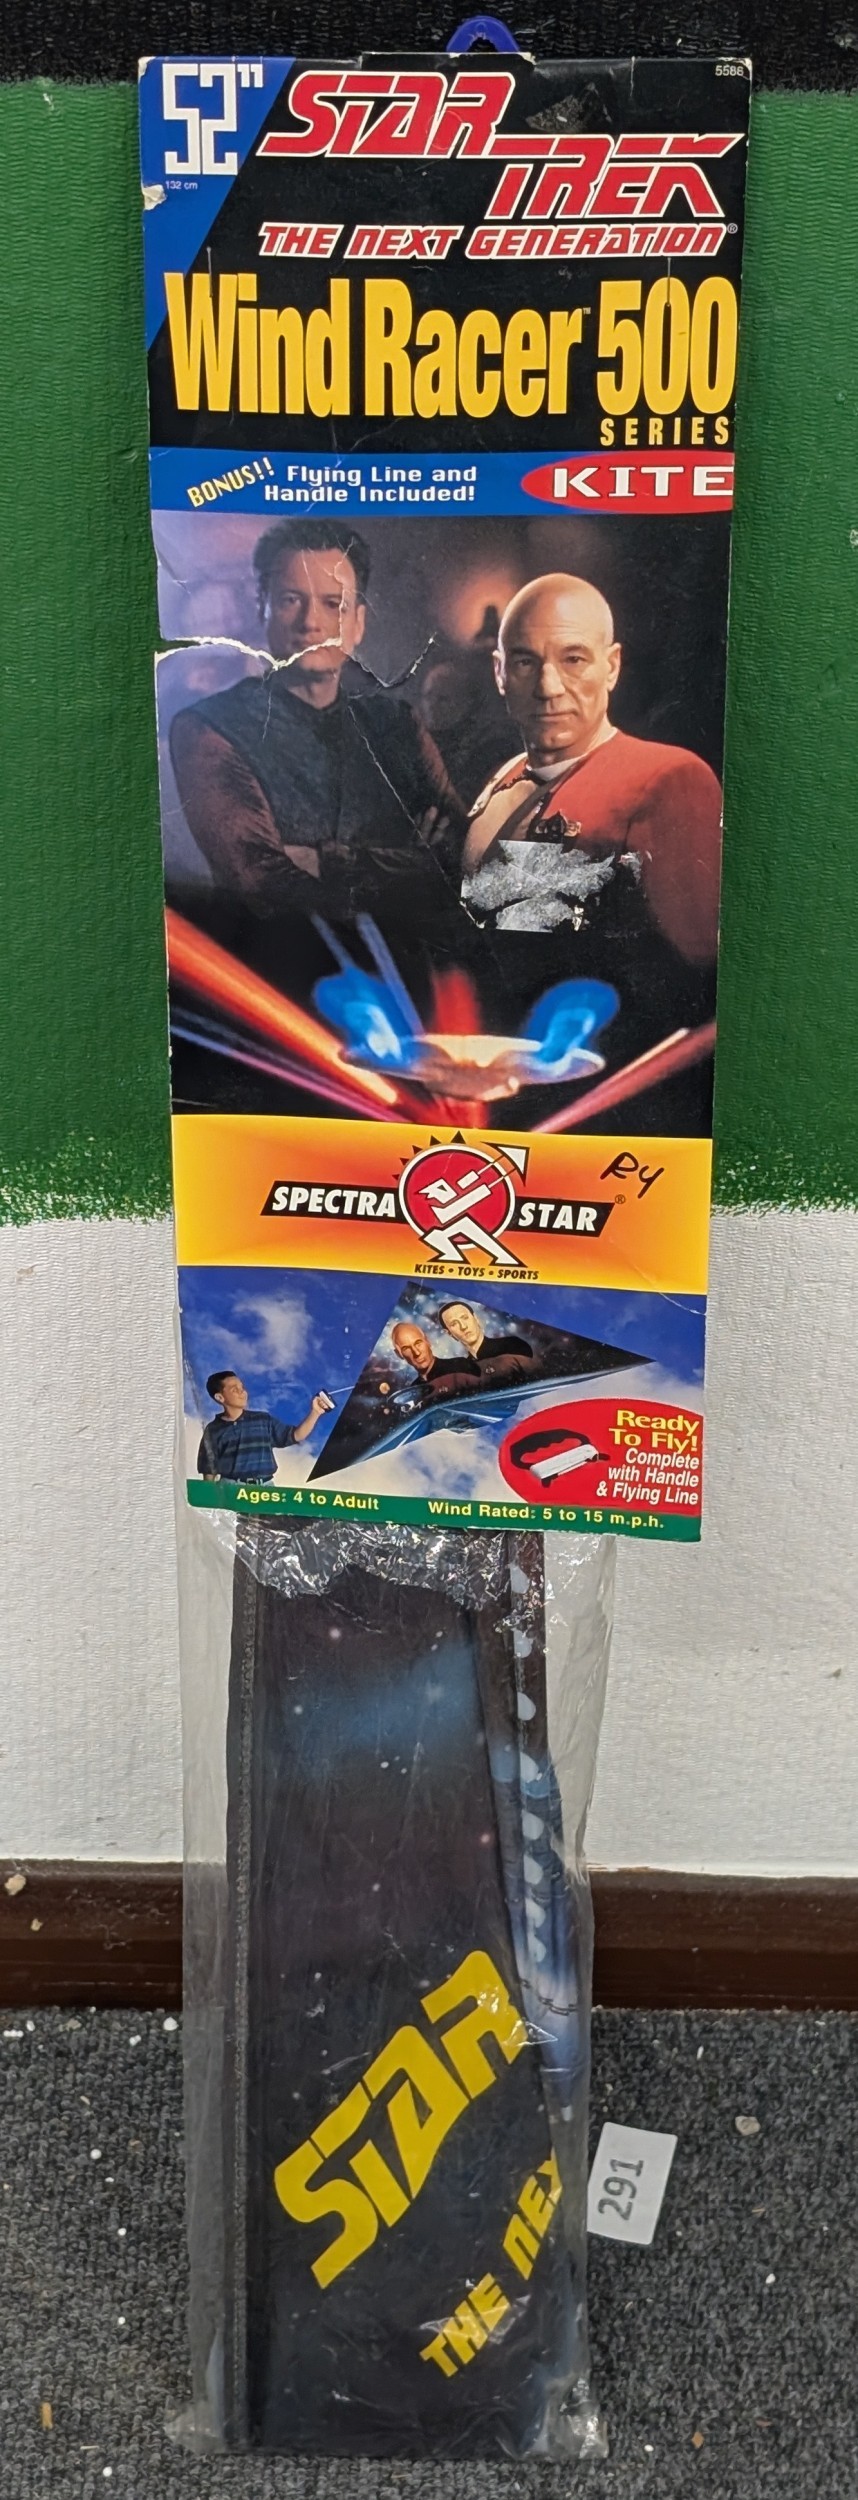 52"
132 cm
5586
STAR
TREK
THE NEXT GENERATION®
Wind Racer™ 500
SERIES
BONUS!! Flying Line and
Handle Included!
KITE
SPECTRA STAR®
KITES • TOYS • SPORTS
R4
Ready
To Fly!
Complete
with Handle
& Flying Line
Ages: 4 to Adult
Wind Rated: 5 to 15 m.p.h.
STAR
THE NEX
291